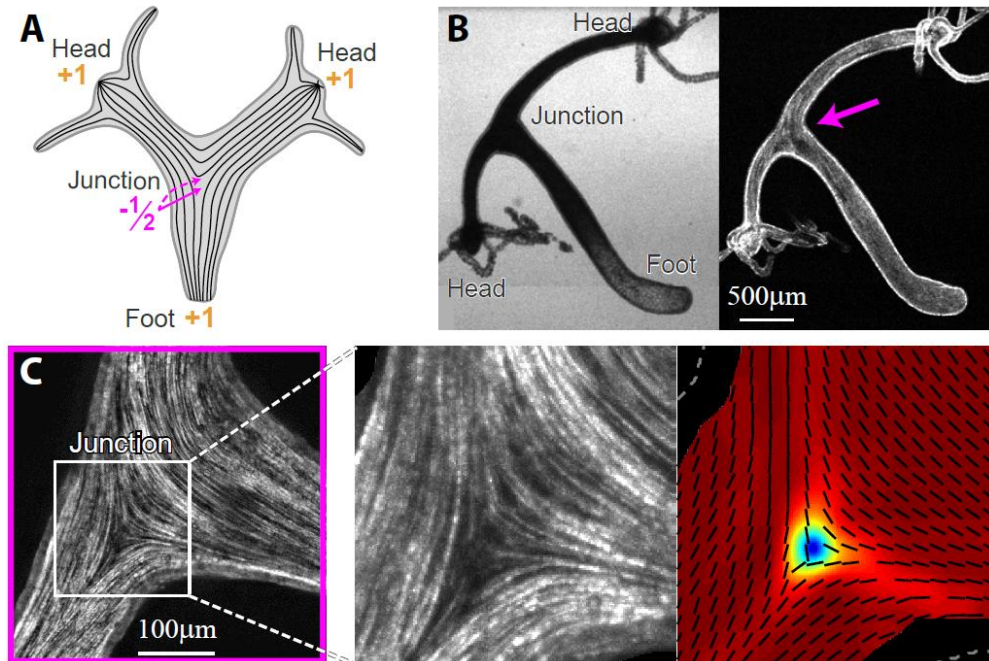 A
Head
+1
Head
+1
Junction
-1/2
Foot +1
B
Head
Junction
Foot
Head
500µm
C
Junction
100µm